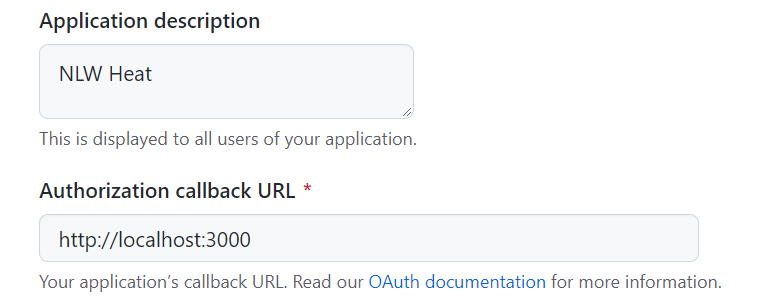 Application description
NLW Heat
This is displayed to all users of your application.
Authorization callback URL *
http://localhost:3000
Your application's callback URL. Read our OAuth documentation for more information.